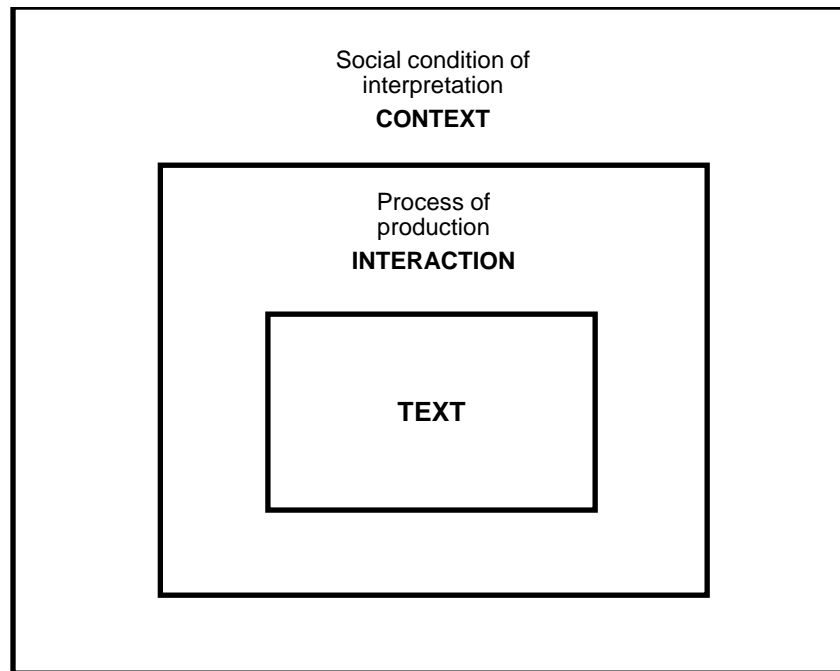 Social condition of
interpretation
CONTEXT
Process of
production
INTERACTION
TEXT